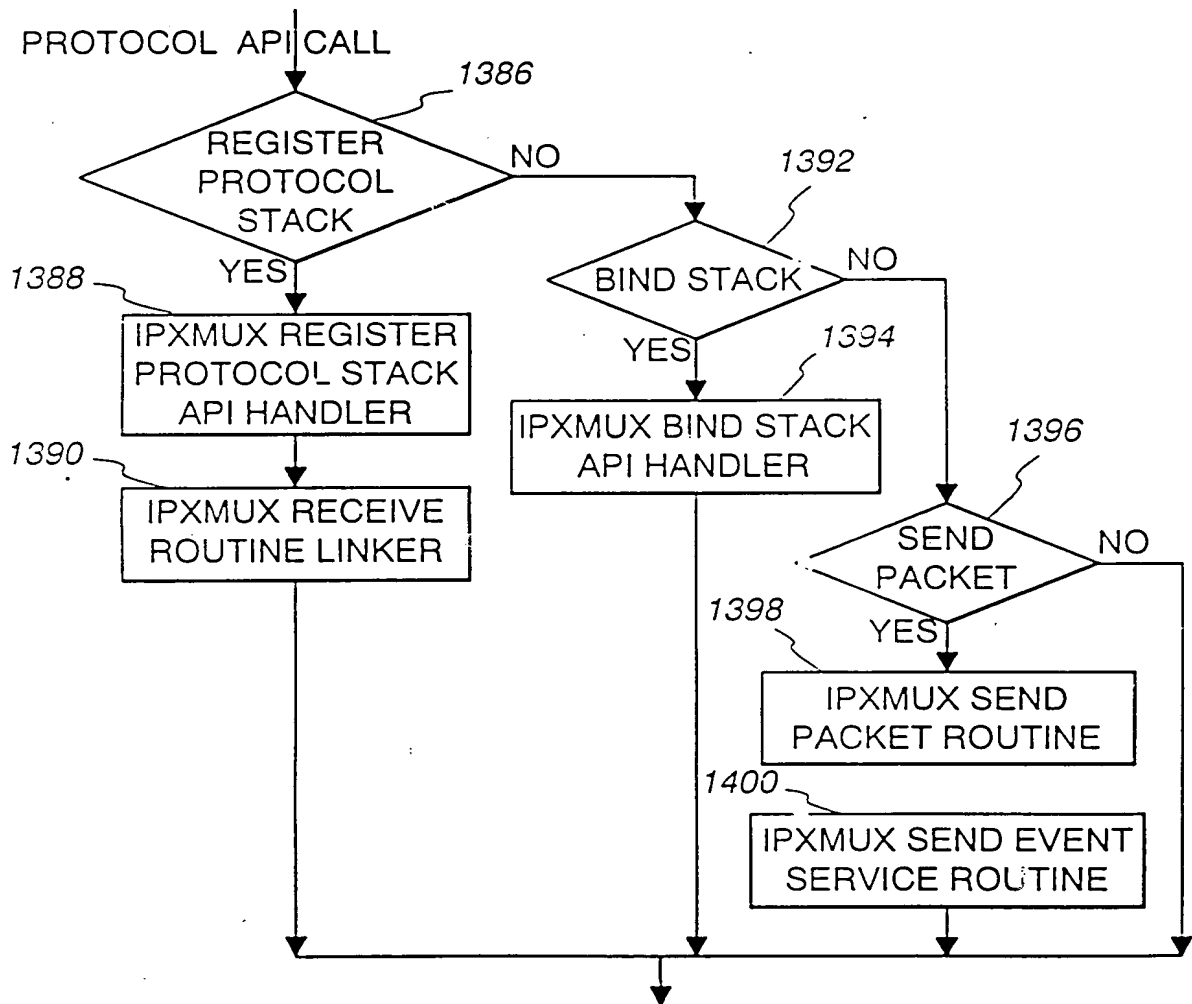 PROTOCOL API CALL
1386
REGISTER
PROTOCOL
STACK
NO
YES
1388
IPXMUX REGISTER
PROTOCOL STACK
API HANDLER
1390
IPXMUX RECEIVE
ROUTINE LINKER
1392
BIND STACK
NO
YES
1394
IPXMUX BIND STACK
API HANDLER
1396
SEND
PACKET
NO
YES
1398
IPXMUX SEND
PACKET ROUTINE
1400
IPXMUX SEND EVENT
SERVICE ROUTINE